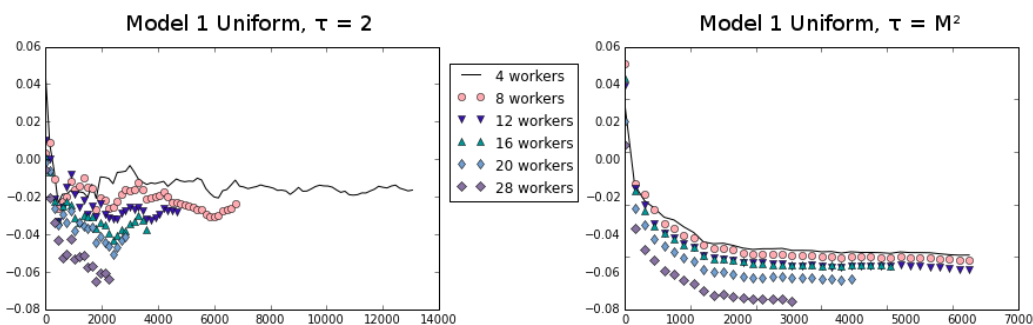 Model 1 Uniform, τ = 2
0.06
0.04
0.02
0.00
−0.02
−0.04
−0.06
−0.08
0 2000 4000 6000 8000 10000 12000 14000
4 workers
8 workers
12 workers
16 workers
20 workers
28 workers
Model 1 Uniform, τ = M²
0.06
0.04
0.02
0.00
−0.02
−0.04
−0.06
−0.08
0 1000 2000 3000 4000 5000 6000 7000